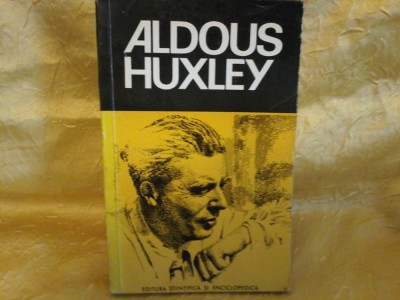 ALDOUS
HUXLEY
EDITURA ŞTIINŢIFICĂ ŞI ENCICLOPEDICĂ